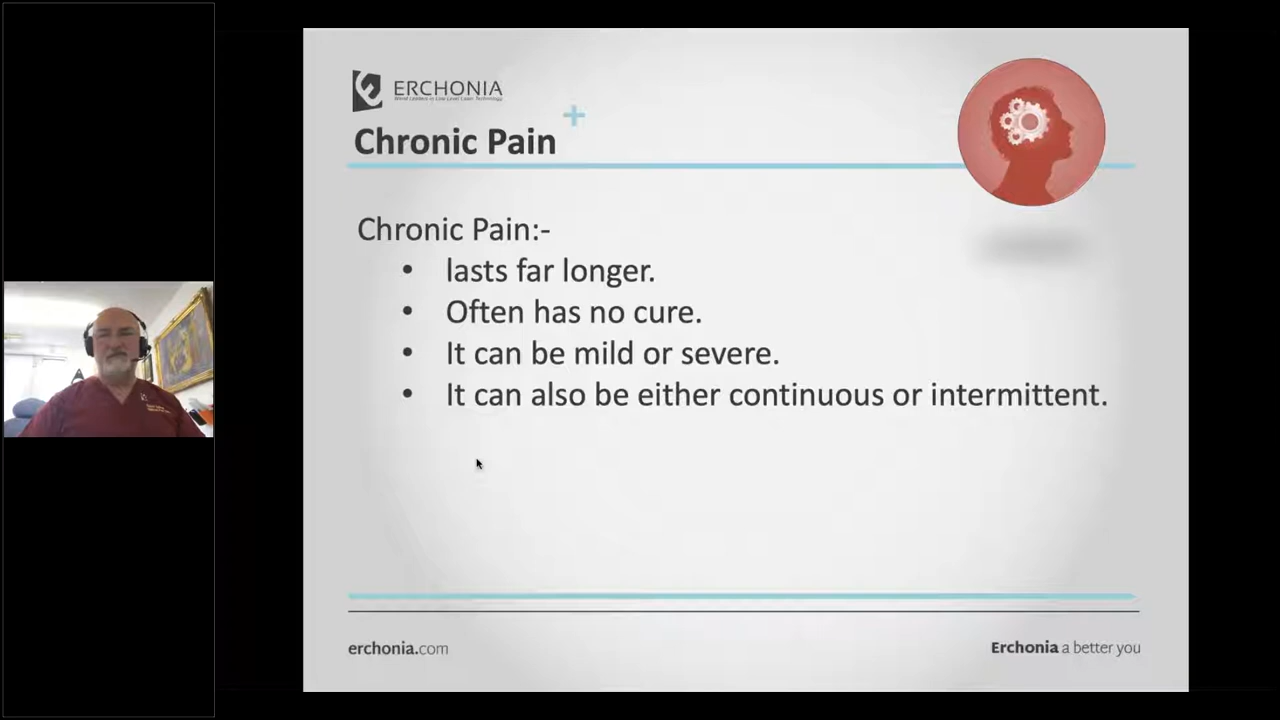 ERCHONIA
World Leaders in Low Level Laser Technology
Chronic Pain
Chronic Pain:-
• lasts far longer.
• Often has no cure.
• It can be mild or severe.
• It can also be either continuous or intermittent.
erchonia.com
Erchonia a better you